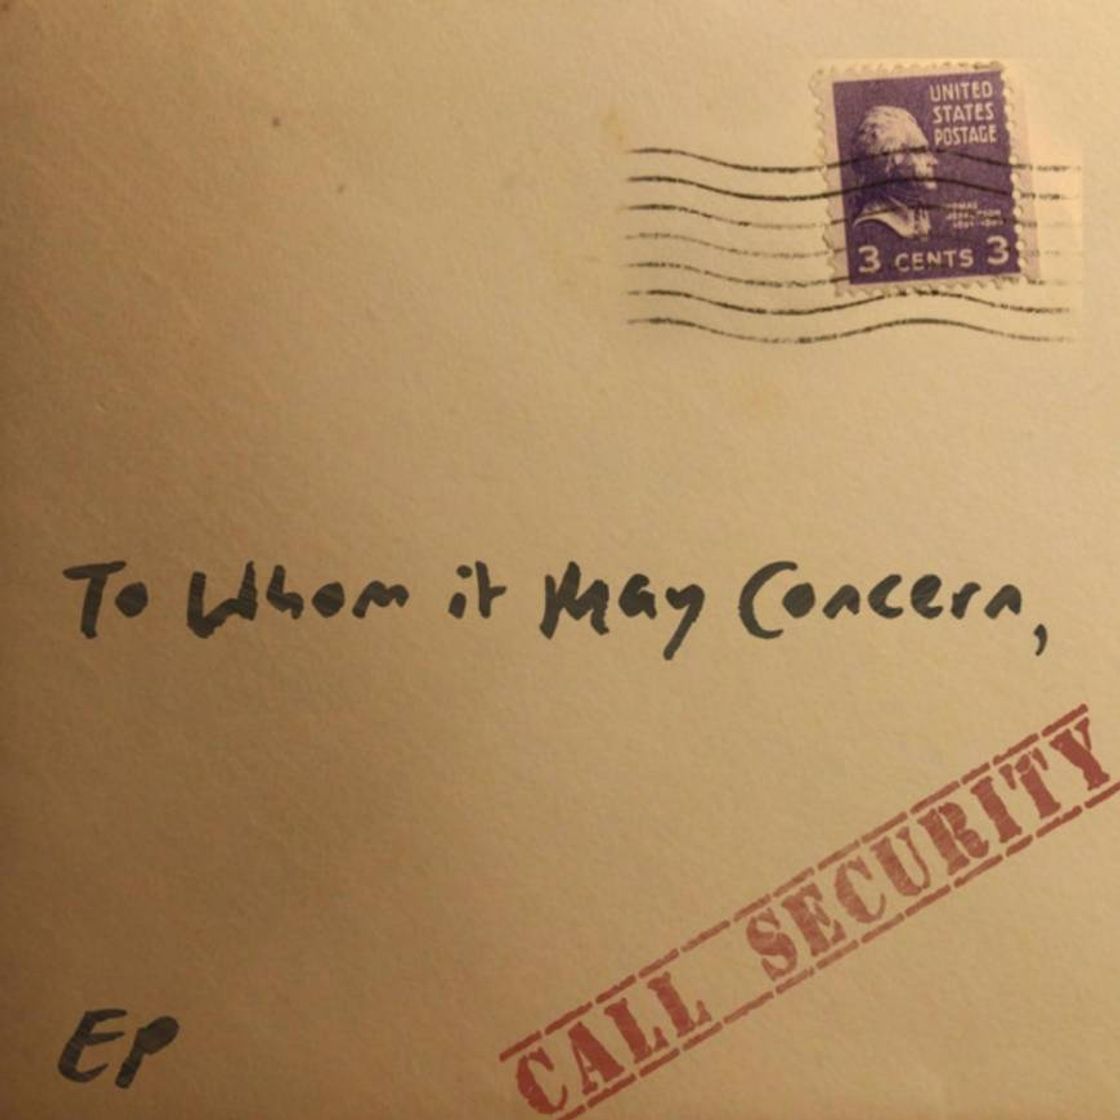 UNITED
STATES
POSTAGE
3 CENTS 3
To Whom it May Concern,
CALL SECURITY
EP